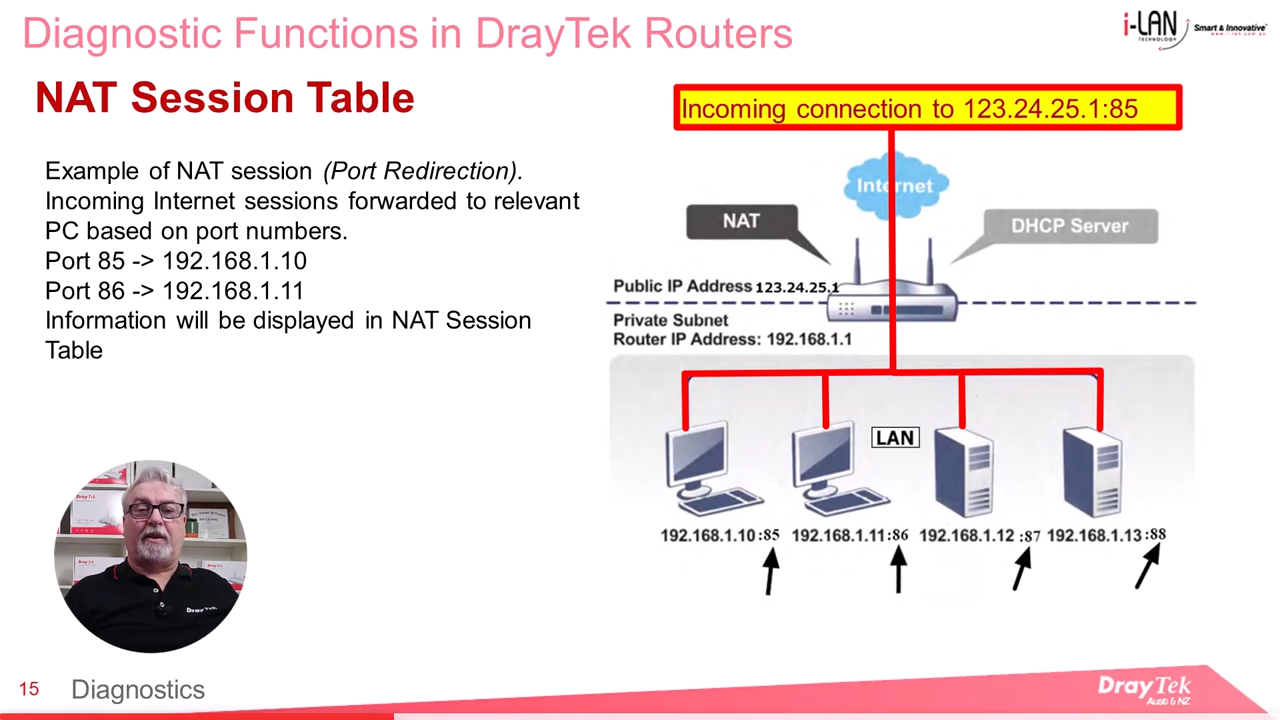 Diagnostic Functions in DrayTek Routers
i-LAN
TECHNOLOGY
Smart & Innovative
NAT Session Table
Incoming connection to 123.24.25.1:85
Example of NAT session (Port Redirection).
Incoming Internet sessions forwarded to relevant
PC based on port numbers.
Port 85 -> 192.168.1.10
Port 86 -> 192.168.1.11
Information will be displayed in NAT Session
Table
Internet
NAT
DHCP Server
Public IP Address 123.24.25.1
Private Subnet
Router IP Address: 192.168.1.1
LAN
192.168.1.10 :85
192.168.1.11 :86
192.168.1.12 :87
192.168.1.13 :88
DrayTek
DrayTek
15 Diagnostics
DrayTek
Aust & NZ